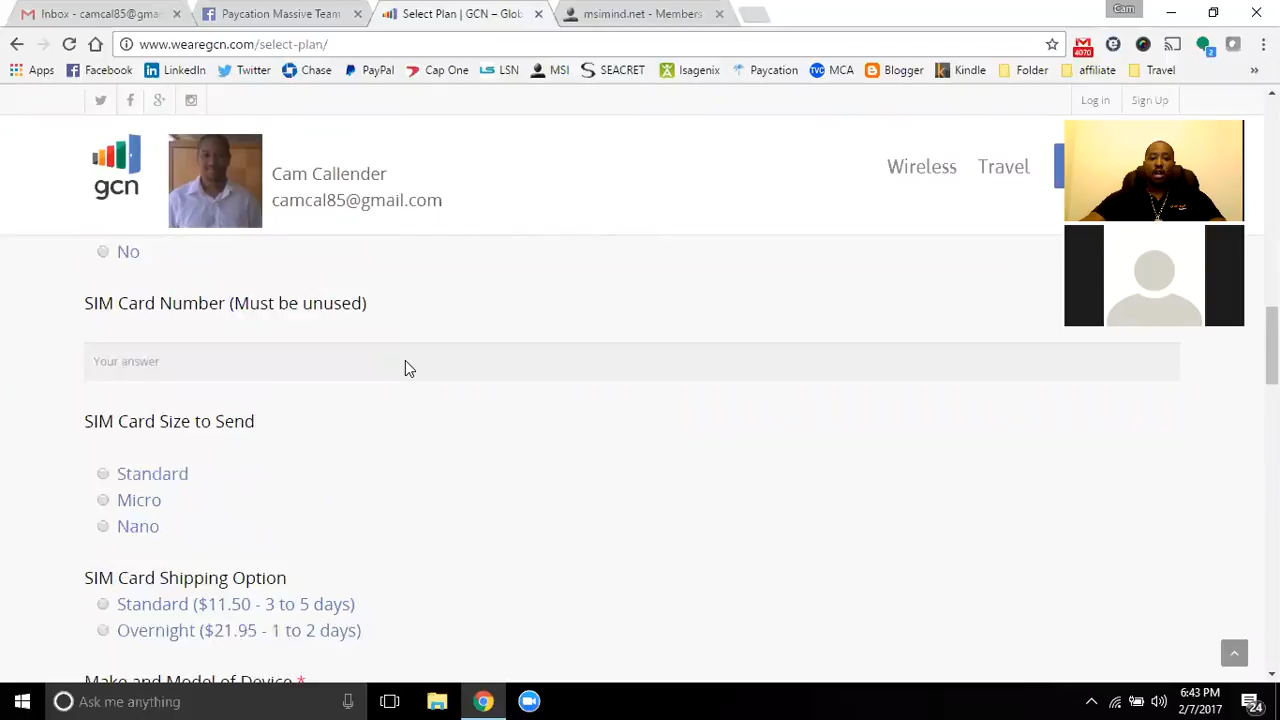 Inbox - camcal85@gmar
Paycation Massive Team
Select Plan | GCN – Glob
msimind.net - Members
Cam
www.wearegcn.com/select-plan/
4070
2
Apps
Facebook
LinkedIn
Twitter
Chase
PayPal
Cap One
LSN
MSI
SEACRET
Isagenix
Paycation
MCA
Blogger
Kindle
Folder
affiliate
Travel
»
Log in
Sign Up
gcn
Cam Callender
camcal85@gmail.com
Wireless
Travel
No
SIM Card Number (Must be unused)
Your answer
SIM Card Size to Send
Standard
Micro
Nano
SIM Card Shipping Option
Standard ($11.50 - 3 to 5 days)
Overnight ($21.95 - 1 to 2 days)
Make and Model of Device *
Ask me anything
6:43 PM
2/7/2017
24